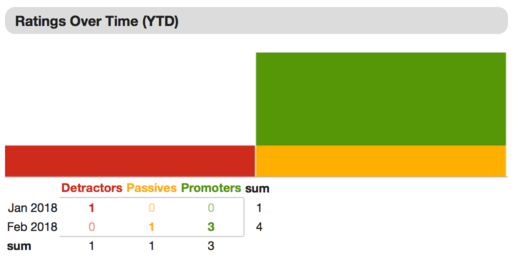 Ratings Over Time (YTD)
Detractors Passives Promoters sum
Jan 2018 1 0 0 1
Feb 2018 0 1 3 4
sum 1 1 3